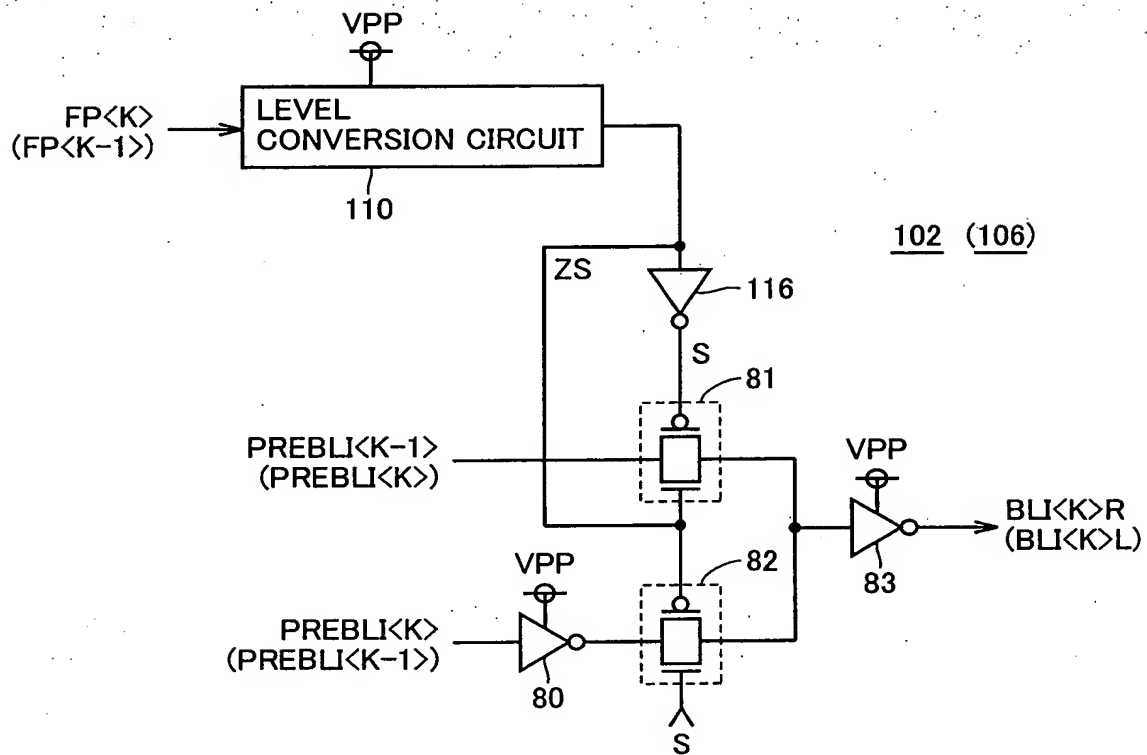 VPP
FP<K>
(FP<K-1>)
LEVEL
CONVERSION CIRCUIT
110
102 (106)
ZS
116
S
81
PREBLI<K-1>
(PREBLI<K>)
VPP
BLI<K>R
(BLI<K>L)
83
82
VPP
PREBLI<K>
(PREBLI<K-1>)
80
S